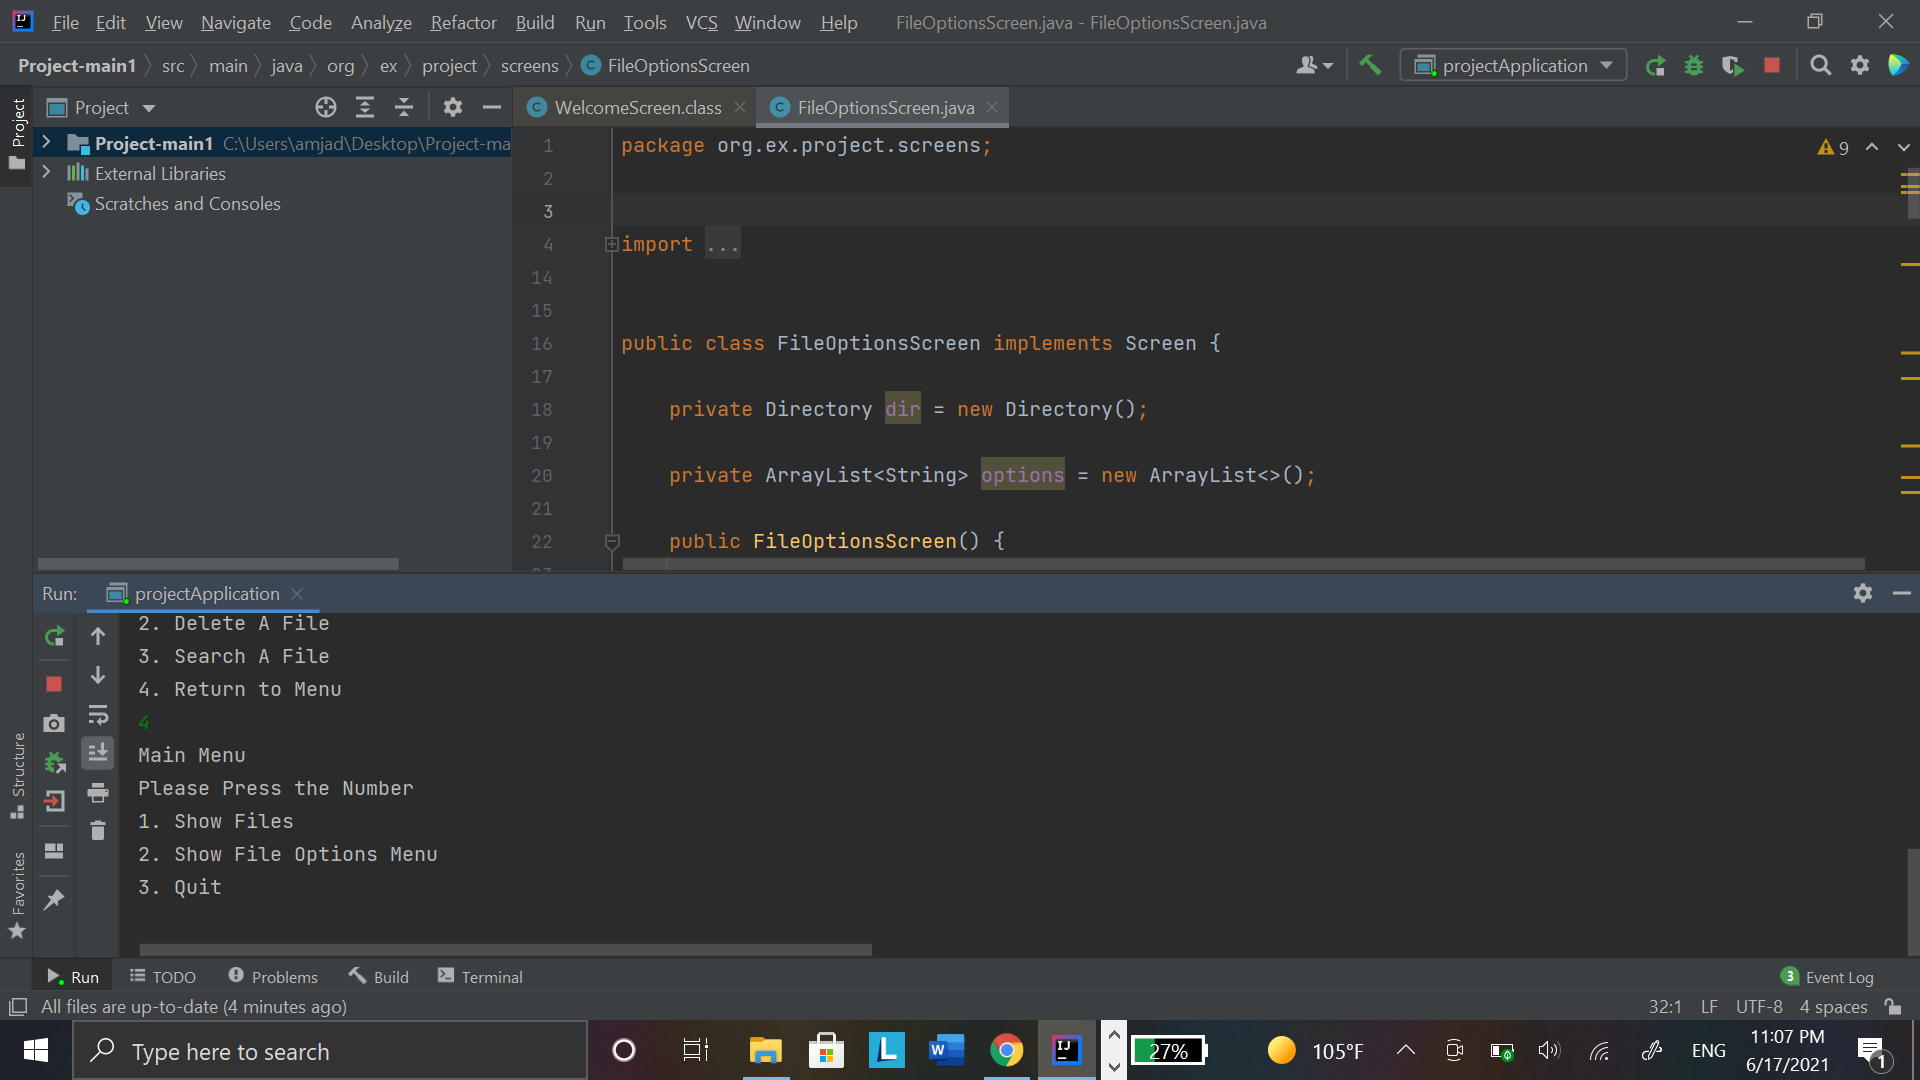 File Edit View Navigate Code Analyze Refactor Build Run Tools VCS Window Help FileOptionsScreen.java - FileOptionsScreen.java
Project-main1 src main java org ex project screens FileOptionsScreen projectApplication
Project
Project WelcomeScreen.class FileOptionsScreen.java
Project-main1 C:\Users\amjad\Desktop\Project-ma
External Libraries
Scratches and Consoles
1 package org.ex.project.screens; 9
2
3
4 import ...
14
15
16 public class FileOptionsScreen implements Screen {
17
18 private Directory dir = new Directory();
19
20 private ArrayList<String> options = new ArrayList<>();
21
22 public FileOptionsScreen() {
Run: projectApplication
2. Delete A File
3. Search A File
4. Return to Menu
4
Main Menu
Please Press the Number
1. Show Files
2. Show File Options Menu
3. Quit
Structure
Favorites
Run TODO Problems Build Terminal 3 Event Log
All files are up-to-date (4 minutes ago) 32:1 LF UTF-8 4 spaces
Type here to search 27% 105°F ENG 11:07 PM
6/17/2021 1